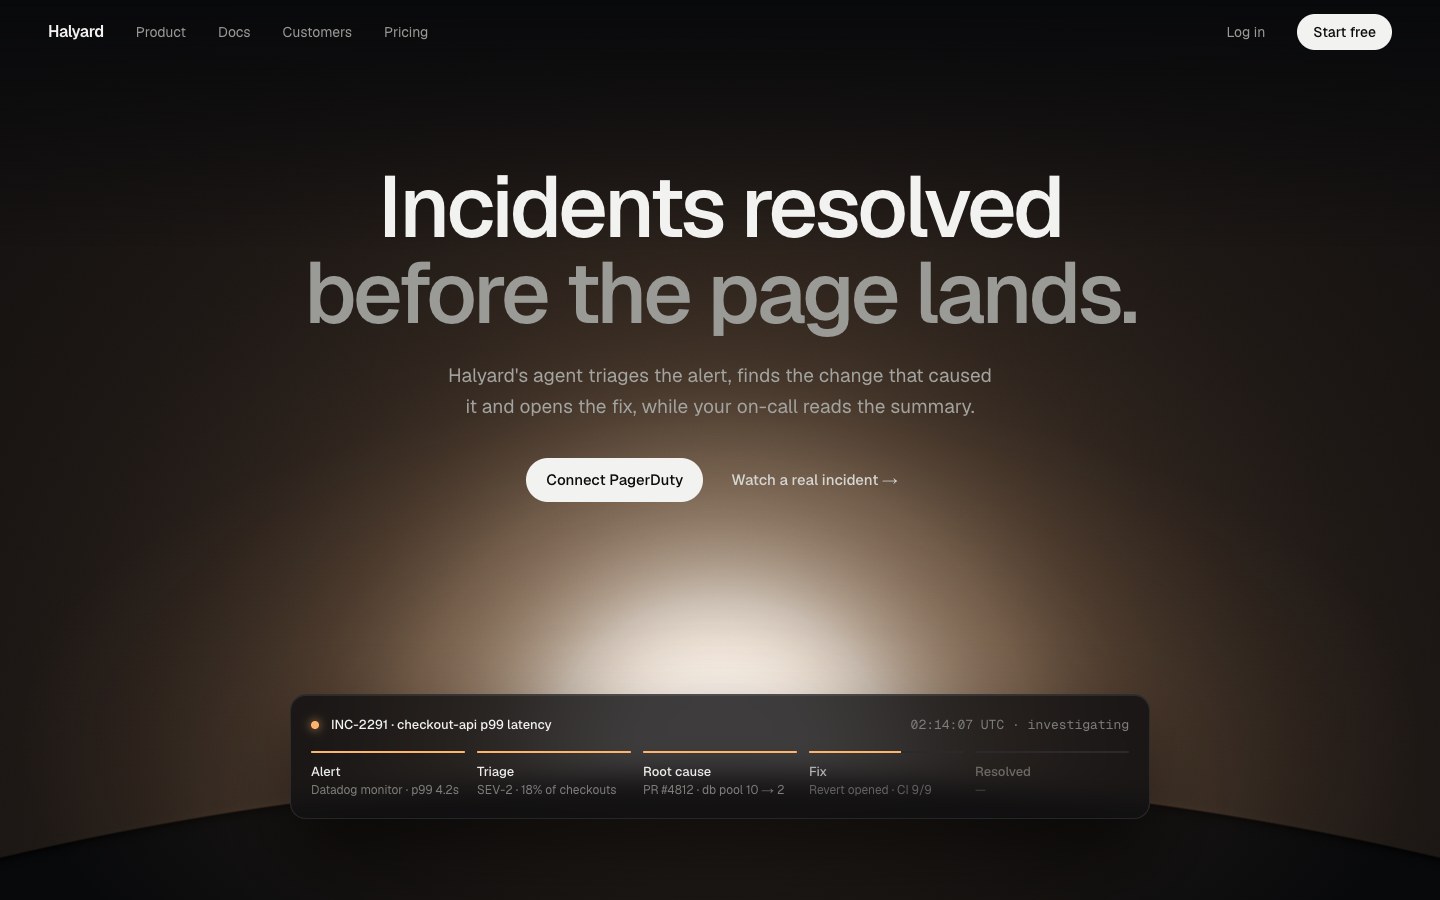 Halyard
Product
Docs
Customers
Pricing
Log in
Start free
Incidents resolved
before the page lands.
Halyard's agent triages the alert, finds the change that caused
it and opens the fix, while your on-call reads the summary.
Connect PagerDuty
Watch a real incident →
INC-2291 · checkout-api p99 latency
02:14:07 UTC · investigating
Alert
Datadog monitor · p99 4.2s
Triage
SEV-2 · 18% of checkouts
Root cause
PR #4812 · db pool 10 → 2
Fix
Revert opened · CI 9/9
Resolved
—